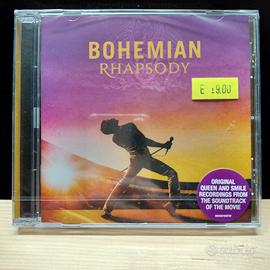 BOHEMIAN
RHAPSODY
£ 19.00
ORIGINAL
QUEEN AND SMILE
RECORDINGS FROM
THE SOUNDTRACK
OF THE MOVIE